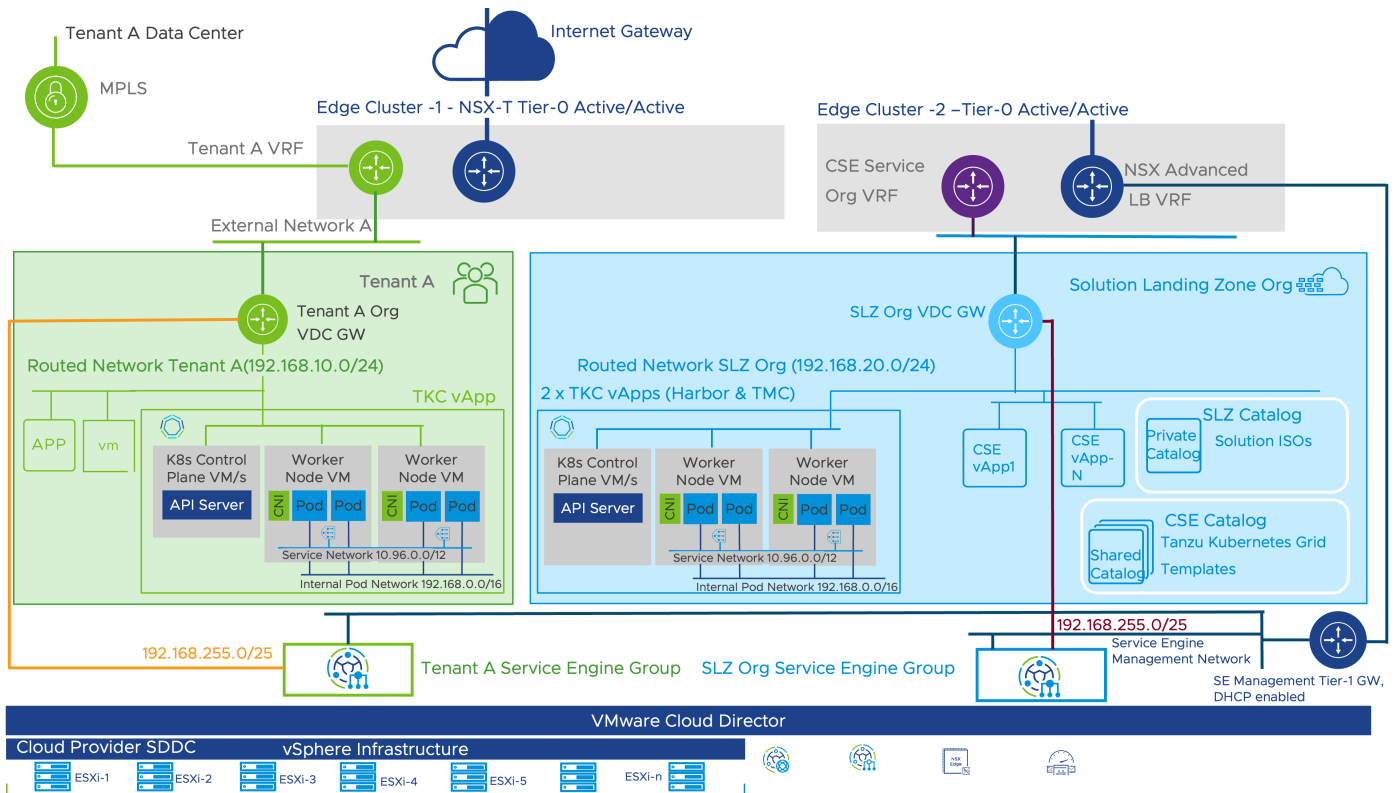 Tenant A Data Center
MPLS
Internet Gateway
Edge Cluster -1 - NSX-T Tier-0 Active/Active
Edge Cluster -2 –Tier-0 Active/Active
Tenant A VRF
CSE Service
Org VRF
NSX Advanced
LB VRF
External Network A
Tenant A
Tenant A Org
VDC GW
Routed Network Tenant A(192.168.10.0/24)
TKC vApp
APP
vm
K8s Control
Plane VM/s
API Server
Worker
Node VM
CNI
Pod
Pod
Worker
Node VM
CNI
Pod
Pod
Service Network 10.96.0.0/12
Internal Pod Network 192.168.0.0/16
Solution Landing Zone Org
SLZ Org VDC GW
Routed Network SLZ Org (192.168.20.0/24)
2 x TKC vApps (Harbor & TMC)
K8s Control
Plane VM/s
API Server
Worker
Node VM
CNI
Pod
Pod
Worker
Node VM
CNI
Pod
Pod
Service Network 10.96.0.0/12
Internal Pod Network 192.168.0.0/16
CSE
vApp1
CSE
vApp-
N
SLZ Catalog
Private
Catalog
Solution ISOs
CSE Catalog
Shared
Catalog
Tanzu Kubernetes Grid
Templates
192.168.255.0/25
Tenant A Service Engine Group
SLZ Org Service Engine Group
192.168.255.0/25
Service Engine
Management Network
SE Management Tier-1 GW,
DHCP enabled
VMware Cloud Director
Cloud Provider SDDC
vSphere Infrastructure
ESXi-1
ESXi-2
ESXi-3
ESXi-4
ESXi-5
ESXi-n
NSX
Edge